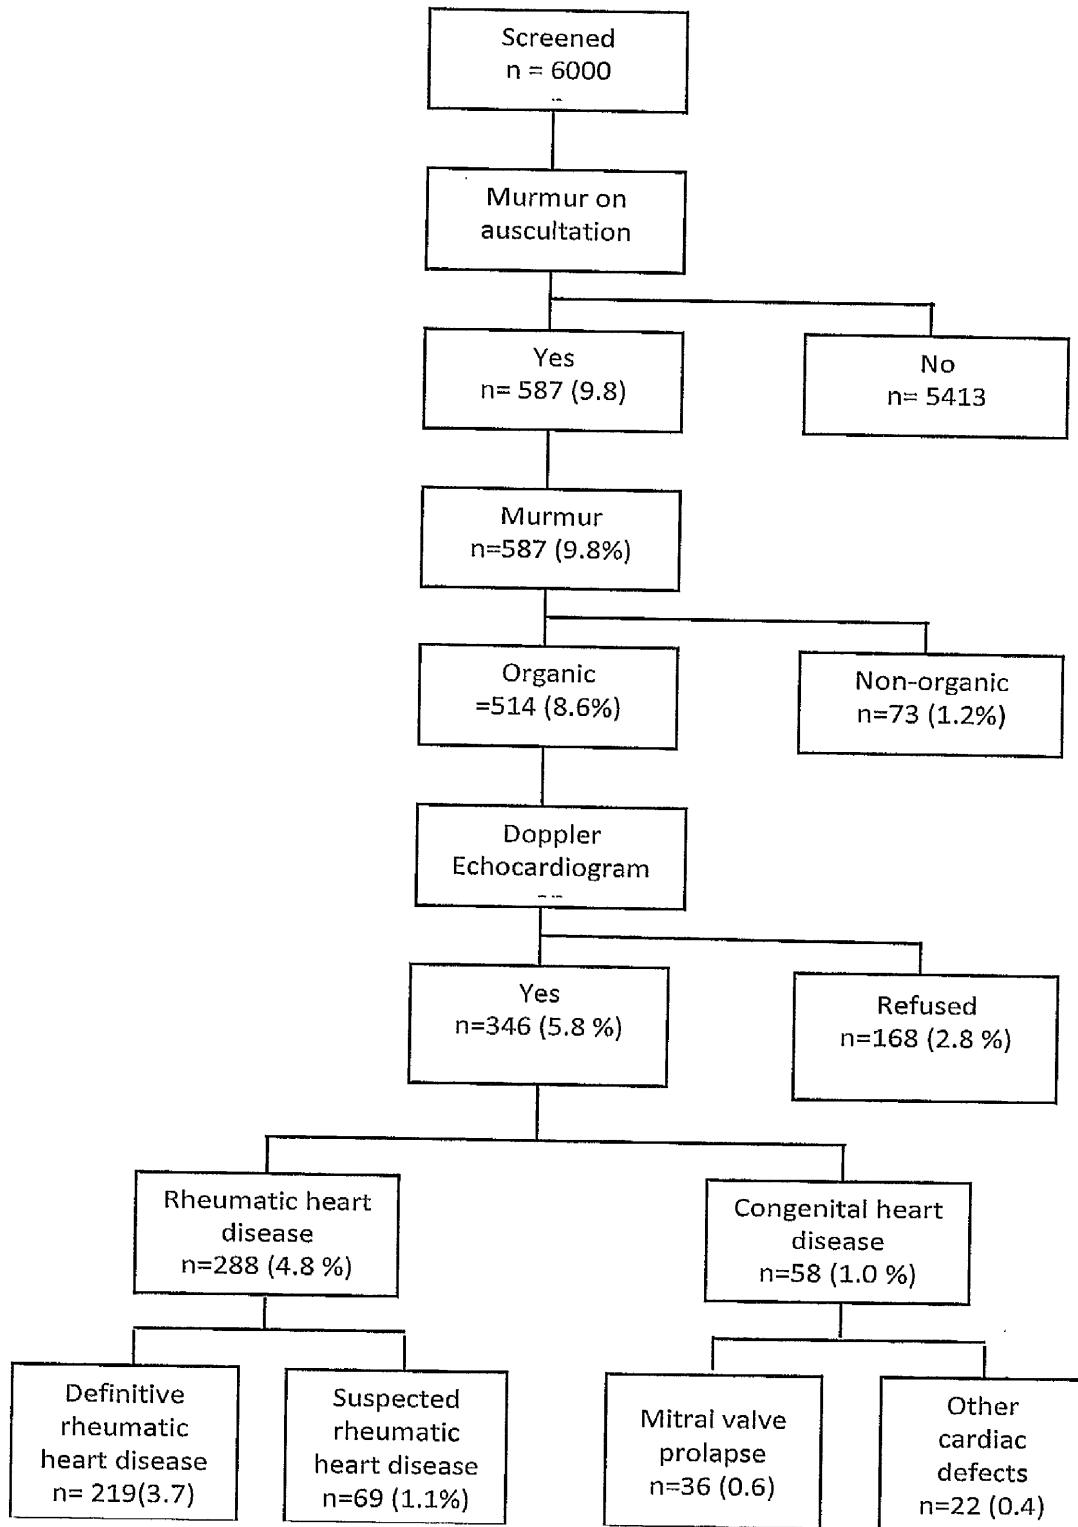 Screened
n = 6000
Murmur on
auscultation
Yes
n= 587 (9.8)
No
n= 5413
Murmur
n=587 (9.8%)
Organic
=514 (8.6%)
Non-organic
n=73 (1.2%)
Doppler
Echocardiogram
Yes
n=346 (5.8 %)
Refused
n=168 (2.8 %)
Rheumatic heart
disease
n=288 (4.8 %)
Congenital heart
disease
n=58 (1.0 %)
Definitive
rheumatic
heart disease
n= 219(3.7)
Suspected
rheumatic
heart disease
n=69 (1.1%)
Mitral valve
prolapse
n=36 (0.6)
Other
cardiac
defects
n=22 (0.4)